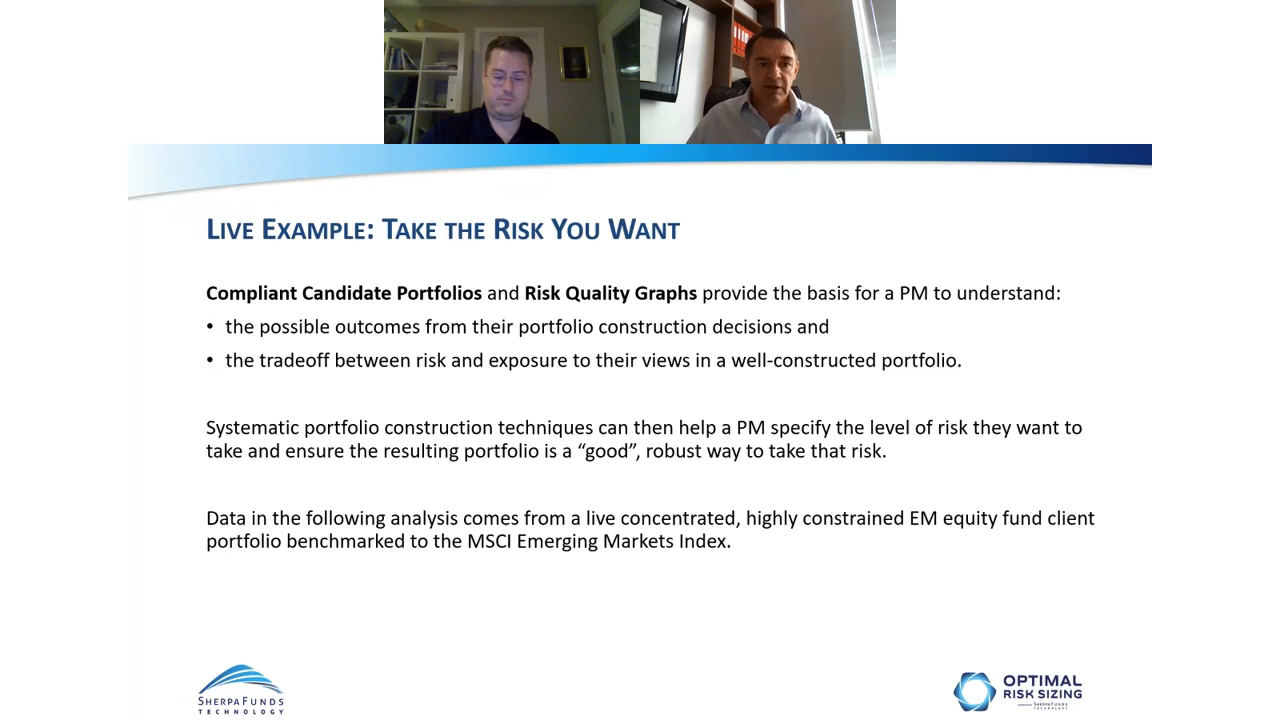 LIVE EXAMPLE: TAKE THE RISK YOU WANT
Compliant Candidate Portfolios and Risk Quality Graphs provide the basis for a PM to understand:
• the possible outcomes from their portfolio construction decisions and
• the tradeoff between risk and exposure to their views in a well-constructed portfolio.
Systematic portfolio construction techniques can then help a PM specify the level of risk they want to
take and ensure the resulting portfolio is a “good”, robust way to take that risk.
Data in the following analysis comes from a live concentrated, highly constrained EM equity fund client
portfolio benchmarked to the MSCI Emerging Markets Index.
SHERPAFUNDS
TECHNOLOGY
OPTIMAL
RISK SIZING
SHERPAFUNDS
TECHNOLOGY